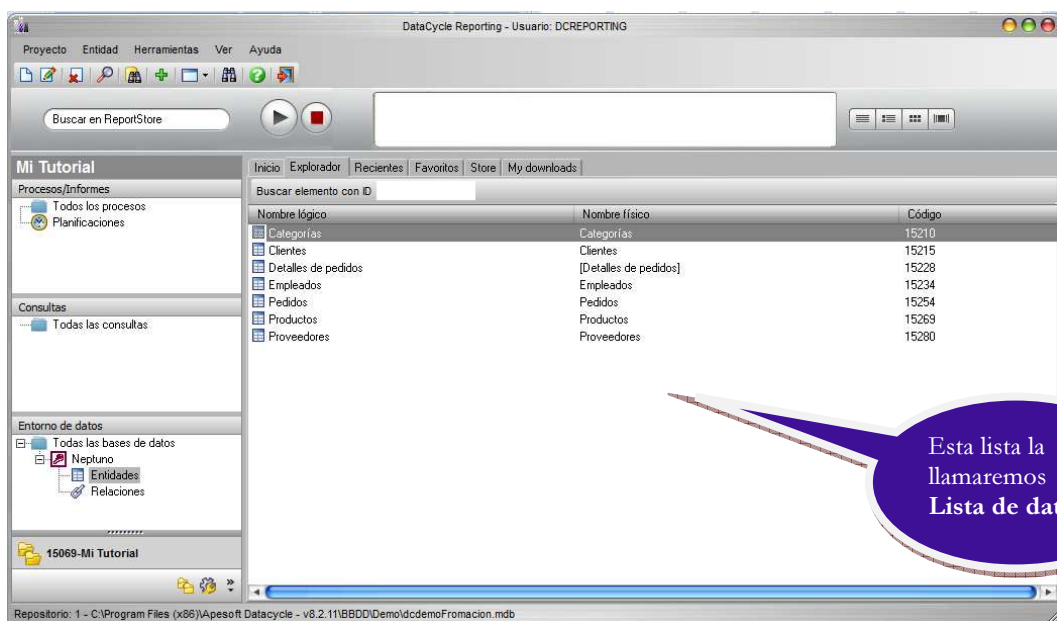 DataCycle Reporting - Usuario: DCREPORTING
Proyecto Entidad Herramientas Ver Ayuda
Buscar en ReportStore
Mi Tutorial
Procesos/Informes
Todos los procesos
Planificaciones
Consultas
Todas las consultas
Entorno de datos
Todas las bases de datos
Neptuno
Entidades
Relaciones
15069-Mi Tutorial
Inicio Explorador Recientes Favoritos Store My downloads
Buscar elemento con ID
Nombre lógico Nombre físico Código
Categorías Categorías 15210
Clientes Clientes 15215
Detalles de pedidos [Detalles de pedidos] 15228
Empleados Empleados 15234
Pedidos Pedidos 15254
Productos Productos 15269
Proveedores Proveedores 15280
Esta lista la
llamaremos
Lista de dat
Repositorio: 1 - C:\Program Files (x86)\Apesoft Datacycle - v8.2.11\BBDD\Demo\dcdemoFromacion.mdb